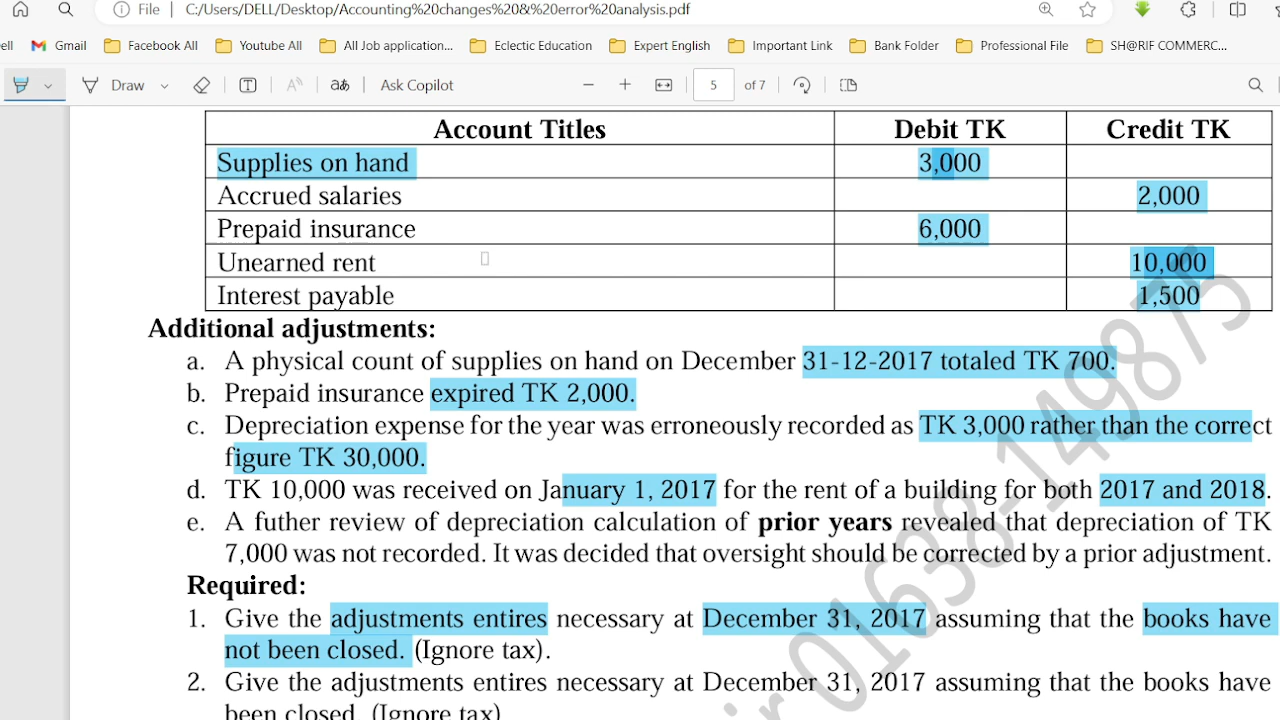 File | C:/Users/DELL/Desktop/Accounting%20changes%20&%20error%20analysis.pdf
ell Gmail Facebook All Youtube All All Job application... Eclectic Education Expert English Important Link Bank Folder Professional File SH@RIF COMMERC...
Draw Ask Copilot 5 of 7
Account Titles Debit TK Credit TK
Supplies on hand 3,000
Accrued salaries 2,000
Prepaid insurance 6,000
Unearned rent 10,000
Interest payable 1,500
Additional adjustments:
a. A physical count of supplies on hand on December 31-12-2017 totaled TK 700.
b. Prepaid insurance expired TK 2,000.
c. Depreciation expense for the year was erroneously recorded as TK 3,000 rather than the correct
figure TK 30,000.
d. TK 10,000 was received on January 1, 2017 for the rent of a building for both 2017 and 2018.
e. A futher review of depreciation calculation of prior years revealed that depreciation of TK
7,000 was not recorded. It was decided that oversight should be corrected by a prior adjustment.
Required:
1. Give the adjustments entires necessary at December 31, 2017 assuming that the books have
not been closed. (Ignore tax).
2. Give the adjustments entires necessary at December 31, 2017 assuming that the books have
been closed. (Ignore tax)
ir 01638-149875